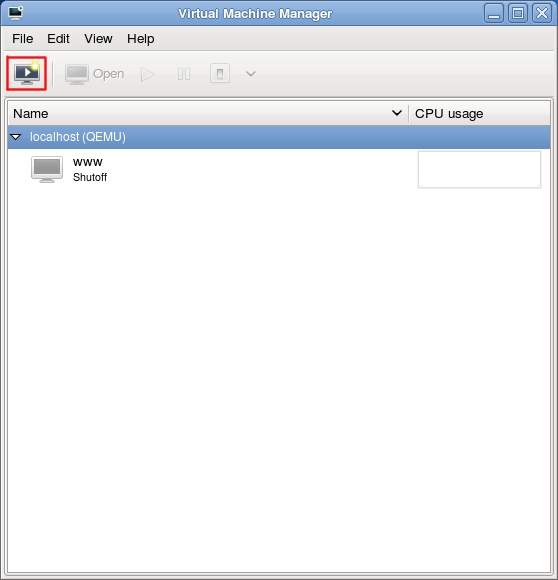 Virtual Machine Manager
File Edit View Help
Open
Name CPU usage
localhost (QEMU)
www
Shutoff